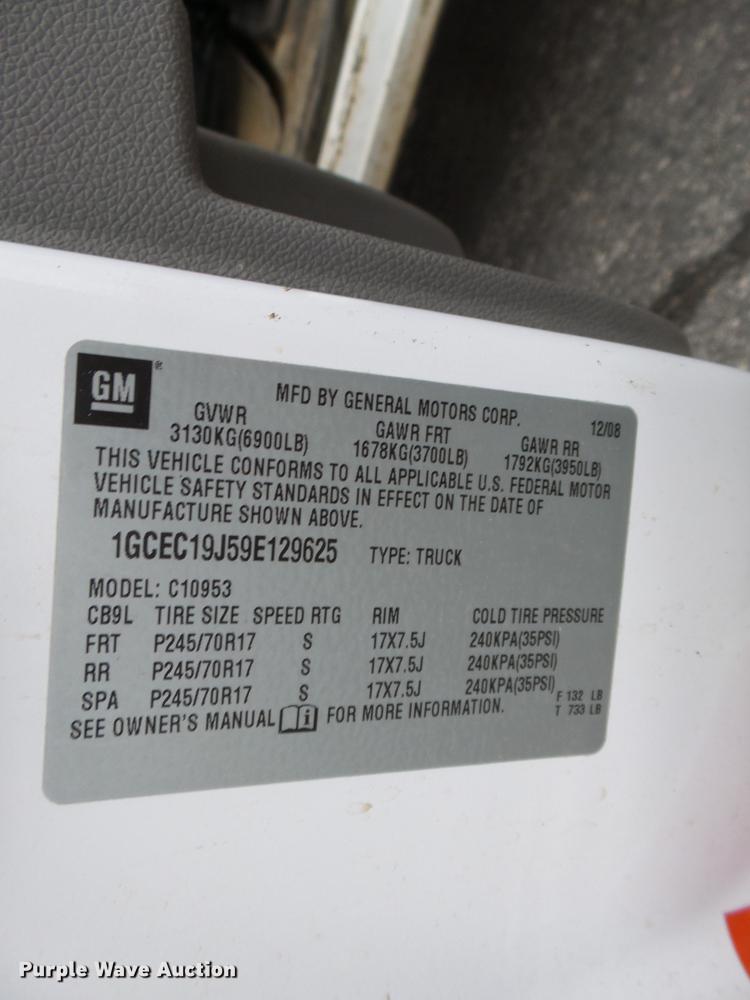 GM ®
MFD BY GENERAL MOTORS CORP. 12/08
GVWR GAWR FRT GAWR RR
3130KG(6900LB) 1678KG(3700LB) 1792KG(3950LB)
THIS VEHICLE CONFORMS TO ALL APPLICABLE U.S. FEDERAL MOTOR
VEHICLE SAFETY STANDARDS IN EFFECT ON THE DATE OF
MANUFACTURE SHOWN ABOVE.
1GCEC19J59E129625 TYPE: TRUCK
MODEL: C10953
CB9L TIRE SIZE SPEED RTG RIM COLD TIRE PRESSURE
FRT P245/70R17 S 17X7.5J 240KPA(35PSI)
RR P245/70R17 S 17X7.5J 240KPA(35PSI)
SPA P245/70R17 S 17X7.5J 240KPA(35PSI) F 132 LB
SEE OWNER'S MANUAL i FOR MORE INFORMATION. T 733 LB
Purple Wave Auction